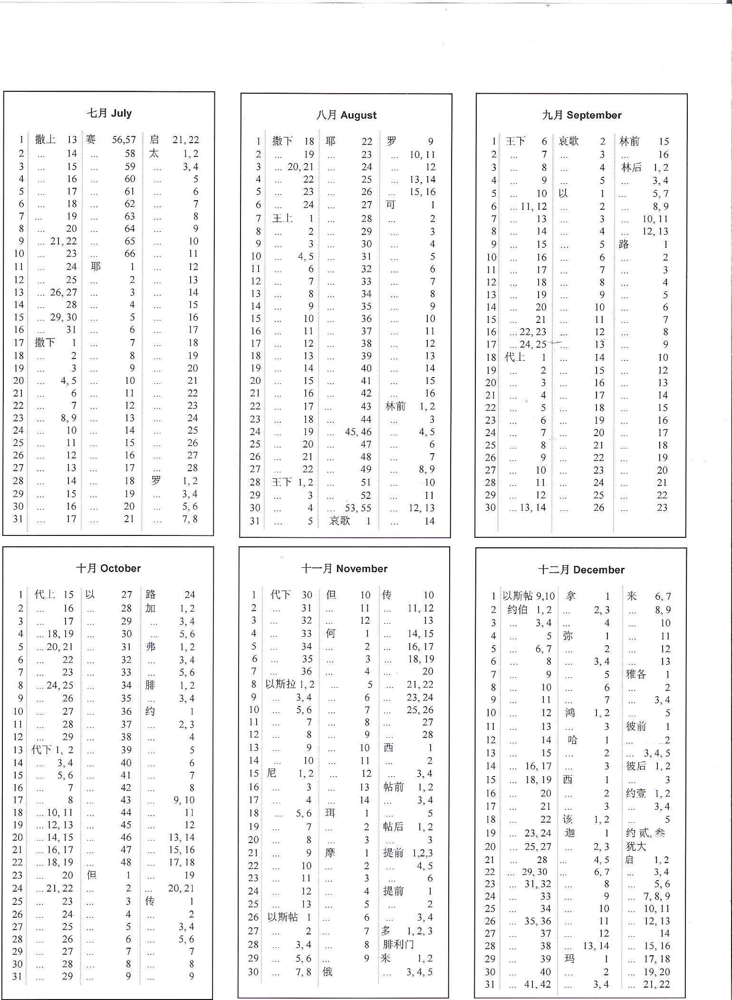 七月 July
1 撒上 13 赛 56,57 启 21, 22
2 ... 14 ... 58 太 1, 2
3 ... 15 ... 59 ... 3, 4
4 ... 16 ... 60 ... 5
5 ... 17 ... 61 ... 6
6 ... 18 ... 62 ... 7
7 ... 19 ... 63 ... 8
8 ... 20 ... 64 ... 9
9 ... 21, 22 ... 65 ... 10
10 ... 23 ... 66 ... 11
11 ... 24 耶 1 ... 12
12 ... 25 ... 2 ... 13
13 ... 26, 27 ... 3 ... 14
14 ... 28 ... 4 ... 15
15 ... 29, 30 ... 5 ... 16
16 ... 31 ... 6 ... 17
17 撒下 1 ... 7 ... 18
18 ... 2 ... 8 ... 19
19 ... 3 ... 9 ... 20
20 ... 4, 5 ... 10 ... 21
21 ... 6 ... 11 ... 22
22 ... 7 ... 12 ... 23
23 ... 8, 9 ... 13 ... 24
24 ... 10 ... 14 ... 25
25 ... 11 ... 15 ... 26
26 ... 12 ... 16 ... 27
27 ... 13 ... 17 ... 28
28 ... 14 ... 18 罗 1, 2
29 ... 15 ... 19 ... 3, 4
30 ... 16 ... 20 ... 5, 6
31 ... 17 ... 21 ... 7, 8
八月 August
1 撒下 18 耶 22 罗 9
2 ... 19 ... 23 ... 10, 11
3 ... 20, 21 ... 24 ... 12
4 ... 22 ... 25 ... 13, 14
5 ... 23 ... 26 ... 15, 16
6 ... 24 ... 27 可 1
7 王上 1 ... 28 ... 2
8 ... 2 ... 29 ... 3
9 ... 3 ... 30 ... 4
10 ... 4, 5 ... 31 ... 5
11 ... 6 ... 32 ... 6
12 ... 7 ... 33 ... 7
13 ... 8 ... 34 ... 8
14 ... 9 ... 35 ... 9
15 ... 10 ... 36 ... 10
16 ... 11 ... 37 ... 11
17 ... 12 ... 38 ... 12
18 ... 13 ... 39 ... 13
19 ... 14 ... 40 ... 14
20 ... 15 ... 41 ... 15
21 ... 16 ... 42 ... 16
22 ... 17 ... 43 林前 1, 2
23 ... 18 ... 44 ... 3
24 ... 19 ... 45, 46 ... 4, 5
25 ... 20 ... 47 ... 6
26 ... 21 ... 48 ... 7
27 ... 22 ... 49 ... 8, 9
28 王下 1, 2 ... 51 ... 10
29 ... 3 ... 52 ... 11
30 ... 4 ... 53, 55 ... 12, 13
31 ... 5 哀歌 1 ... 14
九月 September
1 王下 6 哀歌 2 林前 15
2 ... 7 ... 3 ... 16
3 ... 8 ... 4 林后 1, 2
4 ... 9 ... 5 ... 3, 4
5 ... 10 以 1 ... 5, 7
6 ... 11, 12 ... 2 ... 8, 9
7 ... 13 ... 3 ... 10, 11
8 ... 14 ... 4 ... 12, 13
9 ... 15 ... 5 路 1
10 ... 16 ... 6 ... 2
11 ... 17 ... 7 ... 3
12 ... 18 ... 8 ... 4
13 ... 19 ... 9 ... 5
14 ... 20 ... 10 ... 6
15 ... 21 ... 11 ... 7
16 ... 22, 23 ... 12 ... 8
17 ... 24, 25 ... 13 ... 9
18 代上 1 ... 14 ... 10
19 ... 2 ... 15 ... 12
20 ... 3 ... 16 ... 13
21 ... 4 ... 17 ... 14
22 ... 5 ... 18 ... 15
23 ... 6 ... 19 ... 16
24 ... 7 ... 20 ... 17
25 ... 8 ... 21 ... 18
26 ... 9 ... 22 ... 19
27 ... 10 ... 23 ... 20
28 ... 11 ... 24 ... 21
29 ... 12 ... 25 ... 22
30 ... 13, 14 ... 26 ... 23
十月 October
1 代上 15 以 27 路 24
2 ... 16 ... 28 加 1, 2
3 ... 17 ... 29 ... 3, 4
4 ... 18, 19 ... 30 ... 5, 6
5 ... 20, 21 ... 31 弗 1, 2
6 ... 22 ... 32 ... 3, 4
7 ... 23 ... 33 ... 5, 6
8 ... 24, 25 ... 34 腓 1, 2
9 ... 26 ... 35 ... 3, 4
10 ... 27 ... 36 约 1
11 ... 28 ... 37 ... 2, 3
12 ... 29 ... 38 ... 4
13 代下 1, 2 ... 39 ... 5
14 ... 3, 4 ... 40 ... 6
15 ... 5, 6 ... 41 ... 7
16 ... 7 ... 42 ... 8
17 ... 8 ... 43 ... 9, 10
18 ... 10, 11 ... 44 ... 11
19 ... 12, 13 ... 45 ... 12
20 ... 14, 15 ... 46 ... 13, 14
21 ... 16, 17 ... 47 ... 15, 16
22 ... 18, 19 ... 48 ... 17, 18
23 ... 20 但 1 ... 19
24 ... 21, 22 ... 2 ... 20, 21
25 ... 23 ... 3 传 1
26 ... 24 ... 4 ... 2
27 ... 25 ... 5 ... 3, 4
28 ... 26 ... 6 ... 5, 6
29 ... 27 ... 7 ... 7
30 ... 28 ... 8 ... 8
31 ... 29 ... 9 ... 9
十一月 November
1 代下 30 但 10 传 10
2 ... 31 ... 11 ... 11, 12
3 ... 32 ... 12 ... 13
4 ... 33 何 1 ... 14, 15
5 ... 34 ... 2 ... 16, 17
6 ... 35 ... 3 ... 18, 19
7 ... 36 ... 4 ... 20
8 以斯拉 1, 2 ... 5 ... 21, 22
9 ... 3, 4 ... 6 ... 23, 24
10 ... 5, 6 ... 7 ... 25, 26
11 ... 7 ... 8 ... 27
12 ... 8 ... 9 ... 28
13 ... 9 ... 10 西 1
14 ... 10 ... 11 ... 2
15 尼 1, 2 ... 12 ... 3, 4
16 ... 3 ... 13 帖前 1, 2
17 ... 4 ... 14 ... 3, 4
18 ... 5, 6 珥 1 ... 5
19 ... 7 ... 2 帖后 1, 2
20 ... 8 ... 3 ... 3
21 ... 9 摩 1 提前 1,2,3
22 ... 10 ... 2 ... 4, 5
23 ... 11 ... 3 ... 6
24 ... 12 ... 4 提前 1
25 ... 13 ... 5 ... 2
26 以斯帖 1 ... 6 ... 3, 4
27 ... 2 ... 7 多 1, 2, 3
28 ... 3, 4 ... 8 腓利门
29 ... 5, 6 ... 9 来 1, 2
30 ... 7, 8 俄 ... 3, 4, 5
十二月 December
1 以斯帖 9,10 拿 1 来 6, 7
2 约伯 1, 2 ... 2, 3 ... 8, 9
3 ... 3, 4 ... 4 ... 10
4 ... 5 弥 1 ... 11
5 ... 6, 7 ... 2 ... 12
6 ... 8 ... 3, 4 ... 13
7 ... 9 ... 5 雅各 1
8 ... 10 ... 6 ... 2
9 ... 11 ... 7 ... 3, 4
10 ... 12 鸿 1, 2 ... 5
11 ... 13 ... 3 彼前 1
12 ... 14 哈 1 ... 2
13 ... 15 ... 2 ... 3, 4, 5
14 ... 16, 17 ... 3 彼后 1, 2
15 ... 18, 19 西 1 ... 3
16 ... 20 ... 2 约壹 1, 2
17 ... 21 ... 3 ... 3, 4
18 ... 22 该 1, 2 ... 5
19 ... 23, 24 迦 1 约 贰, 叁
20 ... 25, 27 ... 2, 3 犹大
21 ... 28 ... 4, 5 启 1, 2
22 ... 29, 30 ... 6, 7 ... 3, 4
23 ... 31, 32 ... 8 ... 5, 6
24 ... 33 ... 9 ... 7, 8, 9
25 ... 34 ... 10 ... 10, 11
26 ... 35, 36 ... 11 ... 12, 13
27 ... 37 ... 12 ... 14
28 ... 38 ... 13, 14 ... 15, 16
29 ... 39 玛 1 ... 17, 18
30 ... 40 ... 2 ... 19, 20
31 ... 41, 42 ... 3, 4 ... 21, 22